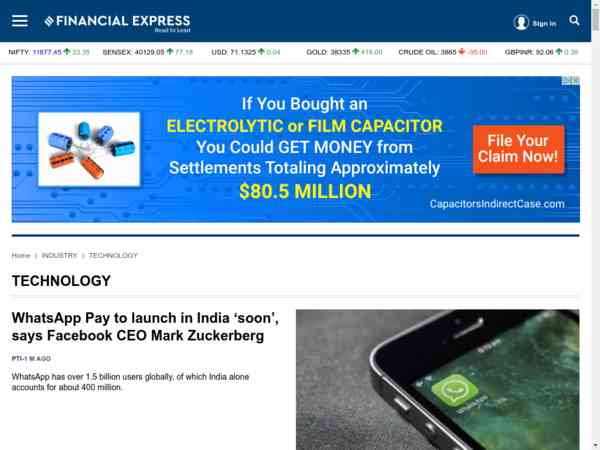 FINANCIAL EXPRESS
Read to Lead
Sign In
NIFTY: 11877.45 33.35 SENSEX: 40129.05 77.18 USD: 71.1325 0.04 GOLD: 38335 416.00 CRUDE OIL: 3865 -95.00 GBPINR: 92.06 0.38
If You Bought an
ELECTROLYTIC or FILM CAPACITOR
You Could GET MONEY from
Settlements Totaling Approximately
$80.5 MILLION
File Your
Claim Now!
CapacitorsIndirectCase.com
Home | INDUSTRY | TECHNOLOGY
TECHNOLOGY
WhatsApp Pay to launch in India ‘soon’,
says Facebook CEO Mark Zuckerberg
PTI-1 M AGO
WhatsApp has over 1.5 billion users globally, of which India alone
accounts for about 400 million.
WhatsApp